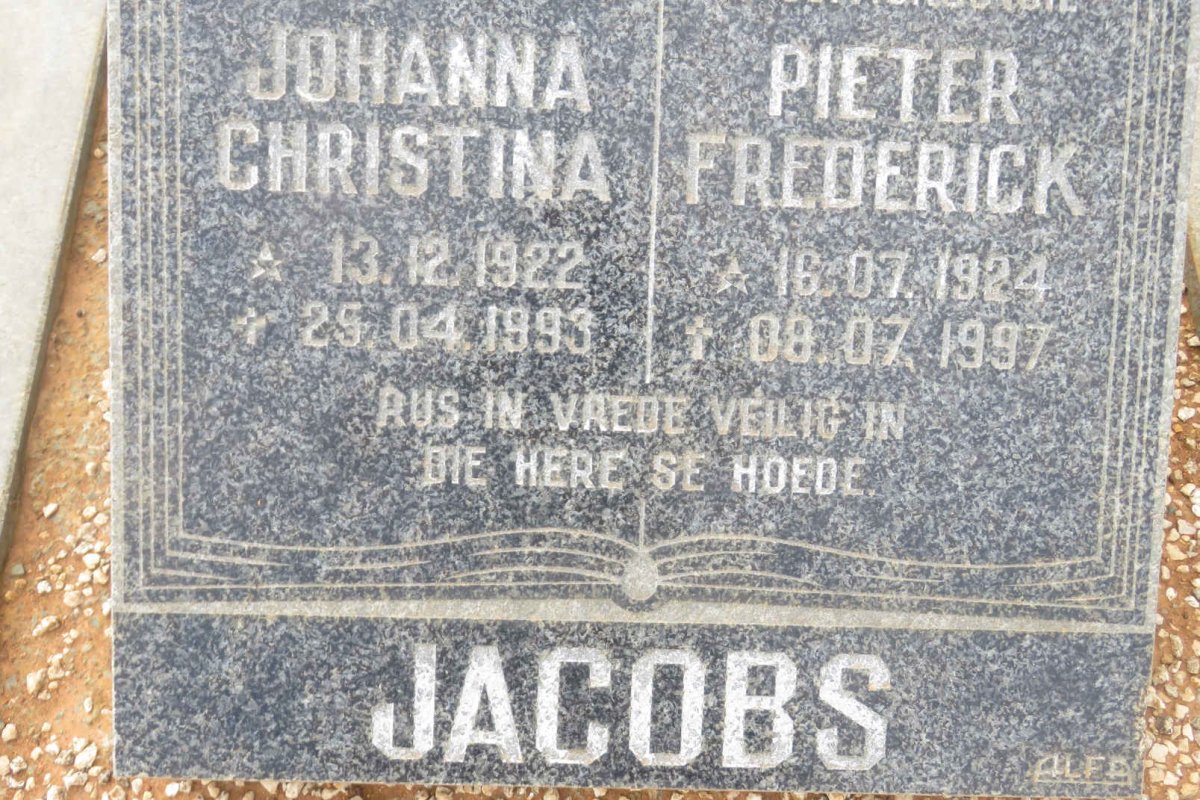 JOHANNA
CHRISTINA
☆ 13.12.1922
✝ 25.04.1993
PIETER
FREDERICK
☆ 16.07.1924
✝ 08.07.1997
RUS IN VREDE VEILIG IN
DIE HERE SE HOEDE.
JACOBS